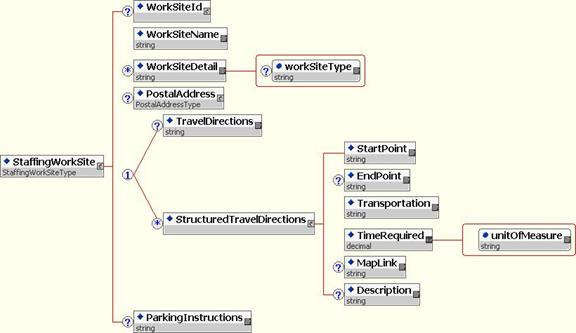 ? WorkSiteId
WorkSiteName
string
* WorkSiteDetail
string
? workSiteType
string
? PostalAddress
PostalAddressType
? TravelDirections
string
StaffingWorkSite
StaffingWorkSiteType
1
* StructuredTravelDirections
StartPoint
string
? EndPoint
string
Transportation
string
TimeRequired
decimal
unitOfMeasure
string
? MapLink
string
? Description
string
? ParkingInstructions
string